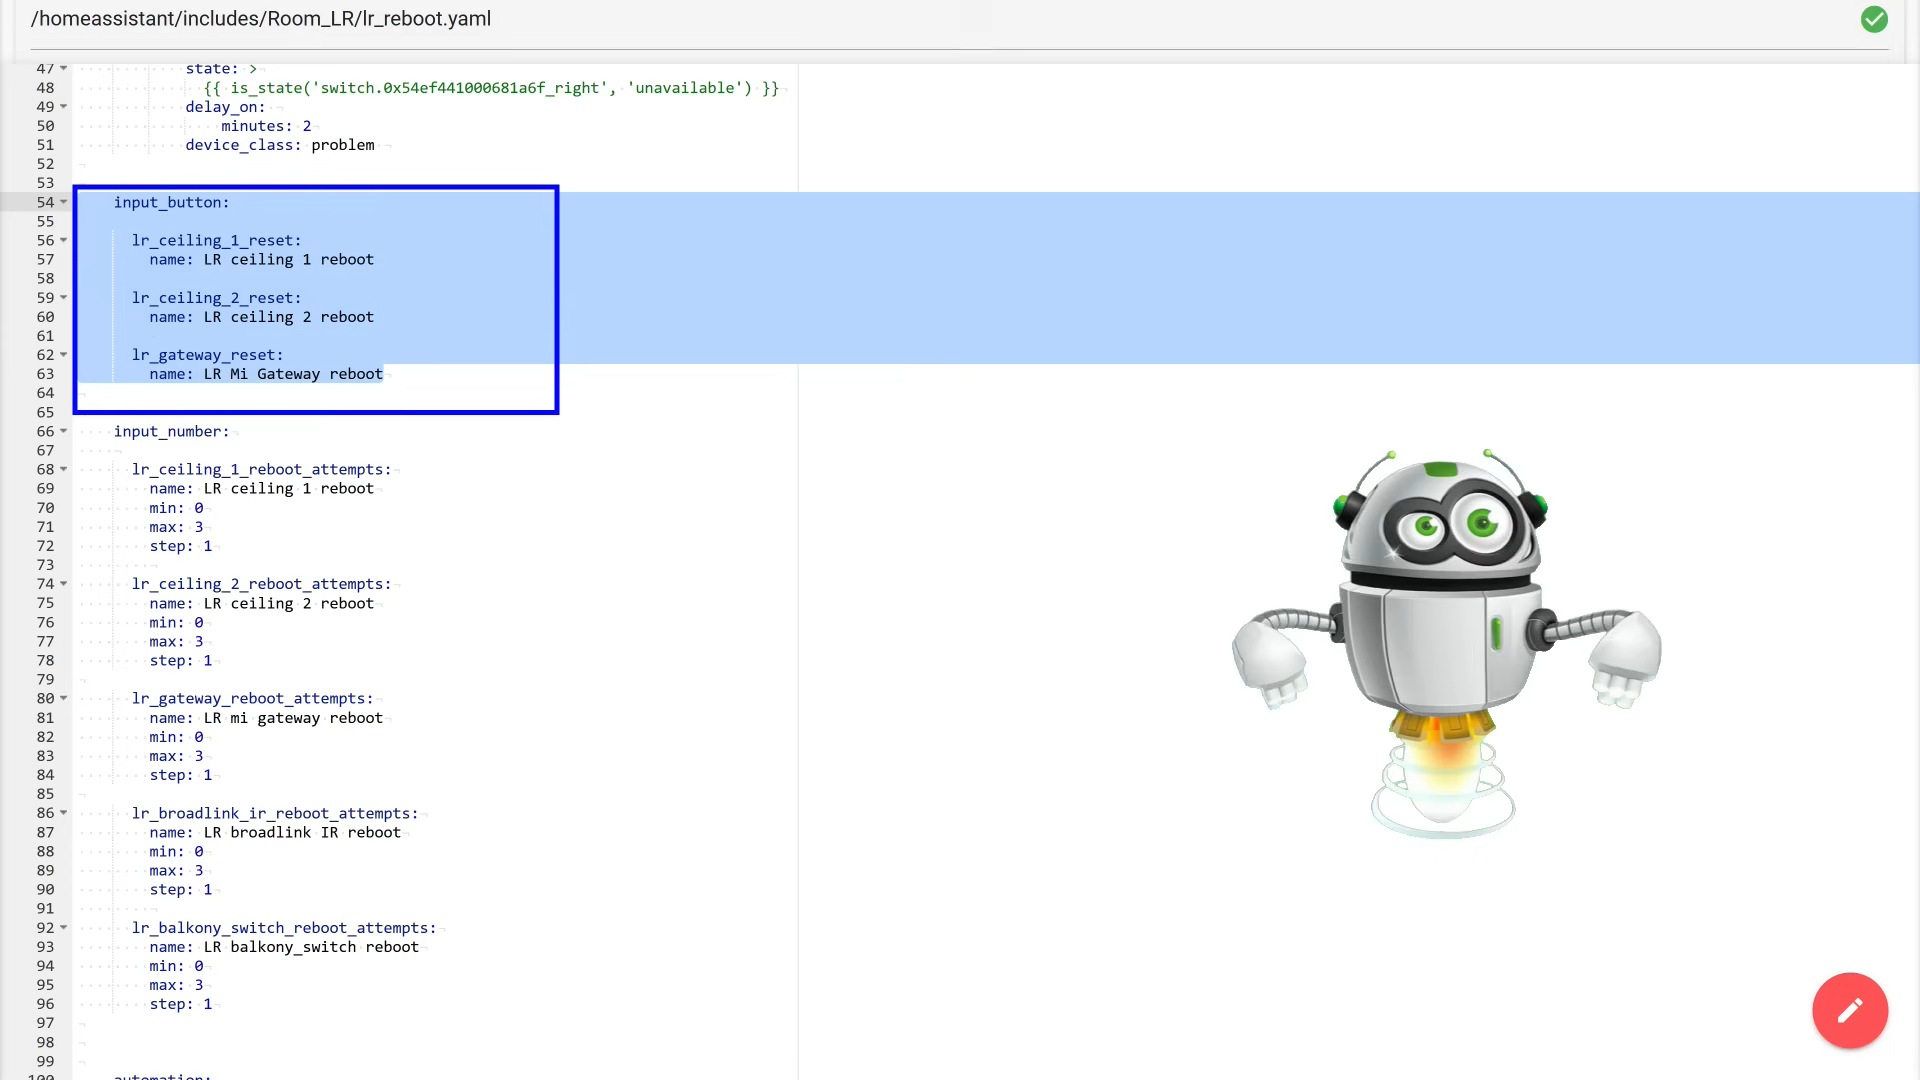 /homeassistant/includes/Room_LR/lr_reboot.yaml
47 state: >
48 {{ is_state('switch.0x54ef441000681a6f_right', 'unavailable') }}
49 delay_on:
50 minutes: 2
51 device_class: problem
52
53
54 input_button:
55
56 lr_ceiling_1_reset:
57 name: LR ceiling 1 reboot
58
59 lr_ceiling_2_reset:
60 name: LR ceiling 2 reboot
61
62 lr_gateway_reset:
63 name: LR Mi Gateway reboot
64
65
66 input_number:
67
68 lr_ceiling_1_reboot_attempts:
69 name: LR ceiling 1 reboot
70 min: 0
71 max: 3
72 step: 1
73
74 lr_ceiling_2_reboot_attempts:
75 name: LR ceiling 2 reboot
76 min: 0
77 max: 3
78 step: 1
79
80 lr_gateway_reboot_attempts:
81 name: LR mi gateway reboot
82 min: 0
83 max: 3
84 step: 1
85
86 lr_broadlink_ir_reboot_attempts:
87 name: LR broadlink IR reboot
88 min: 0
89 max: 3
90 step: 1
91
92 lr_balkony_switch_reboot_attempts:
93 name: LR balkony_switch reboot
94 min: 0
95 max: 3
96 step: 1
97
98
99
100 automation: